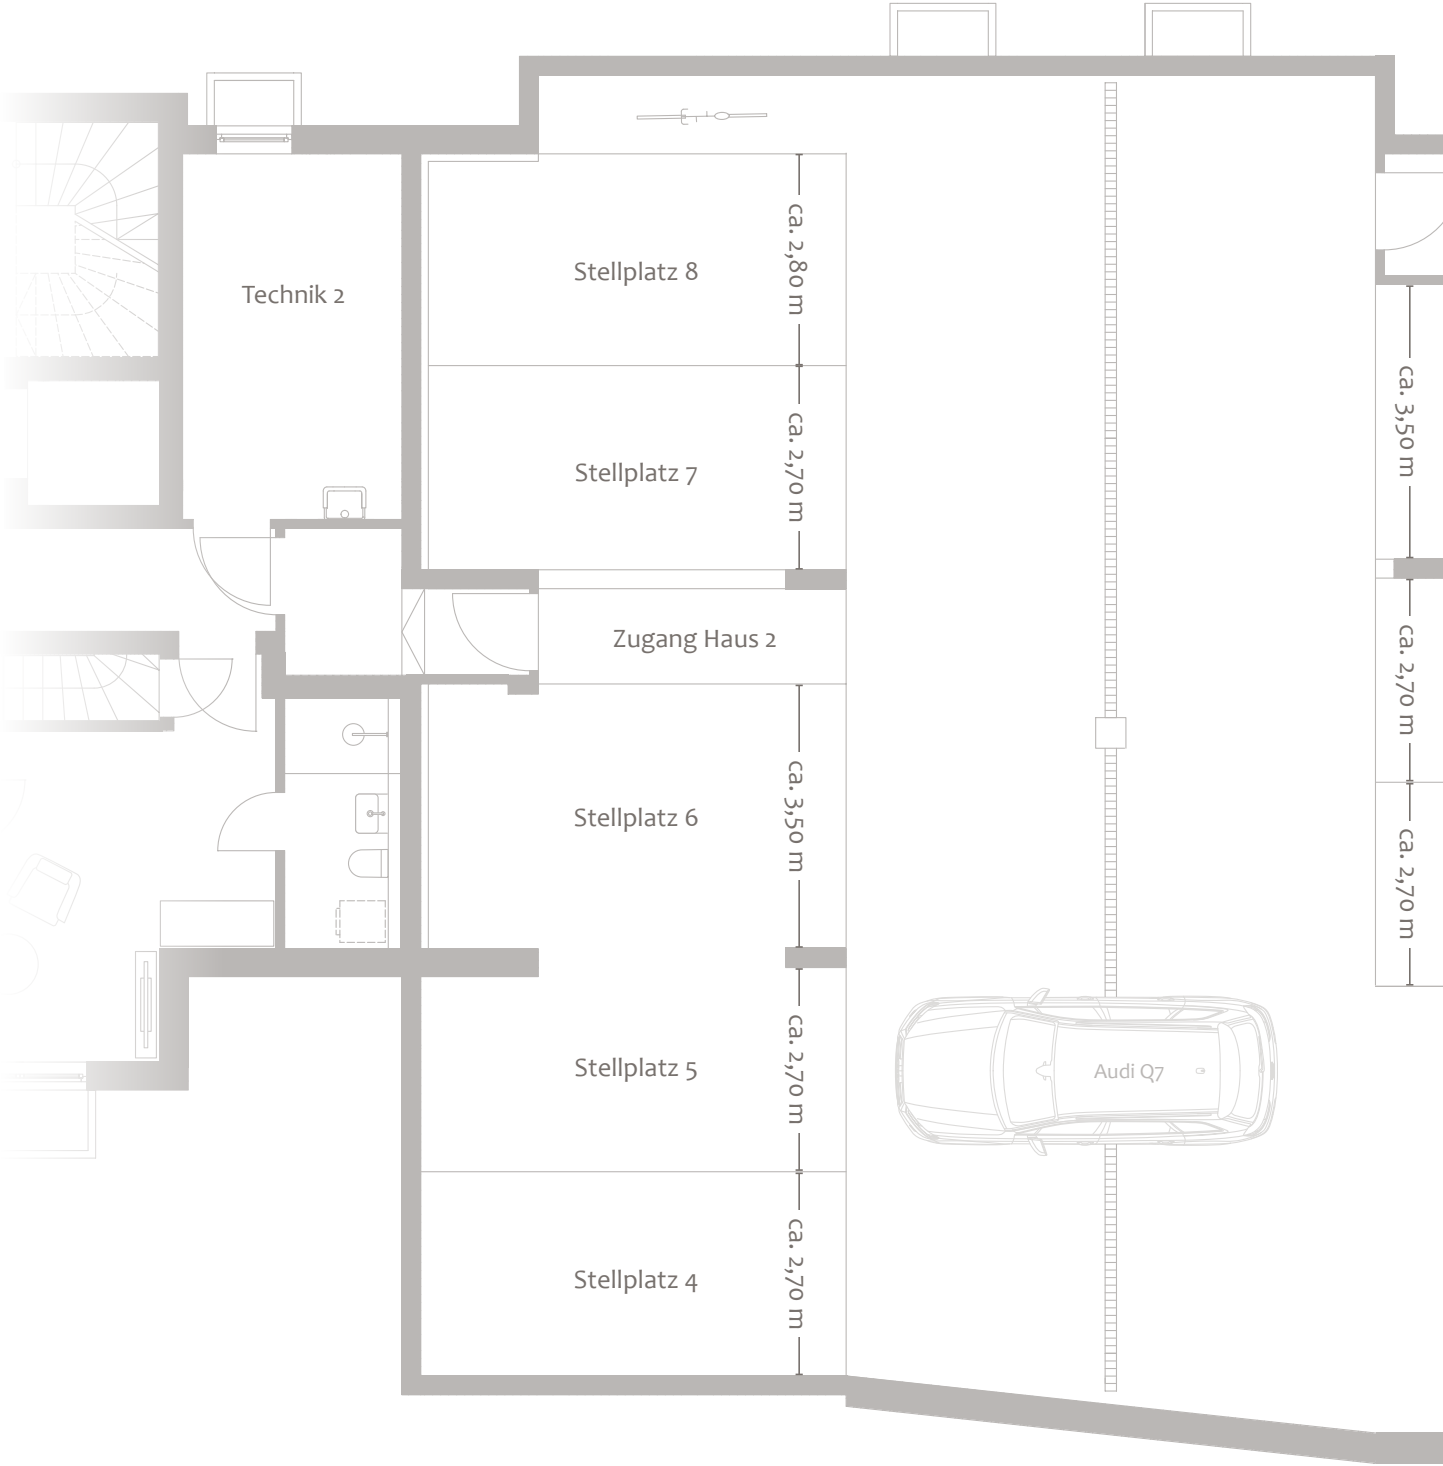 ca. 2,80 m
Stellplatz 8
Technik 2
ca. 3,50 m
ca. 2,70 m
Stellplatz 7
Zugang Haus 2
ca. 2,70 m
ca. 3,50 m
Stellplatz 6
ca. 2,70 m
ca. 2,70 m
Stellplatz 5
Audi Q7
ca. 2,70 m
Stellplatz 4